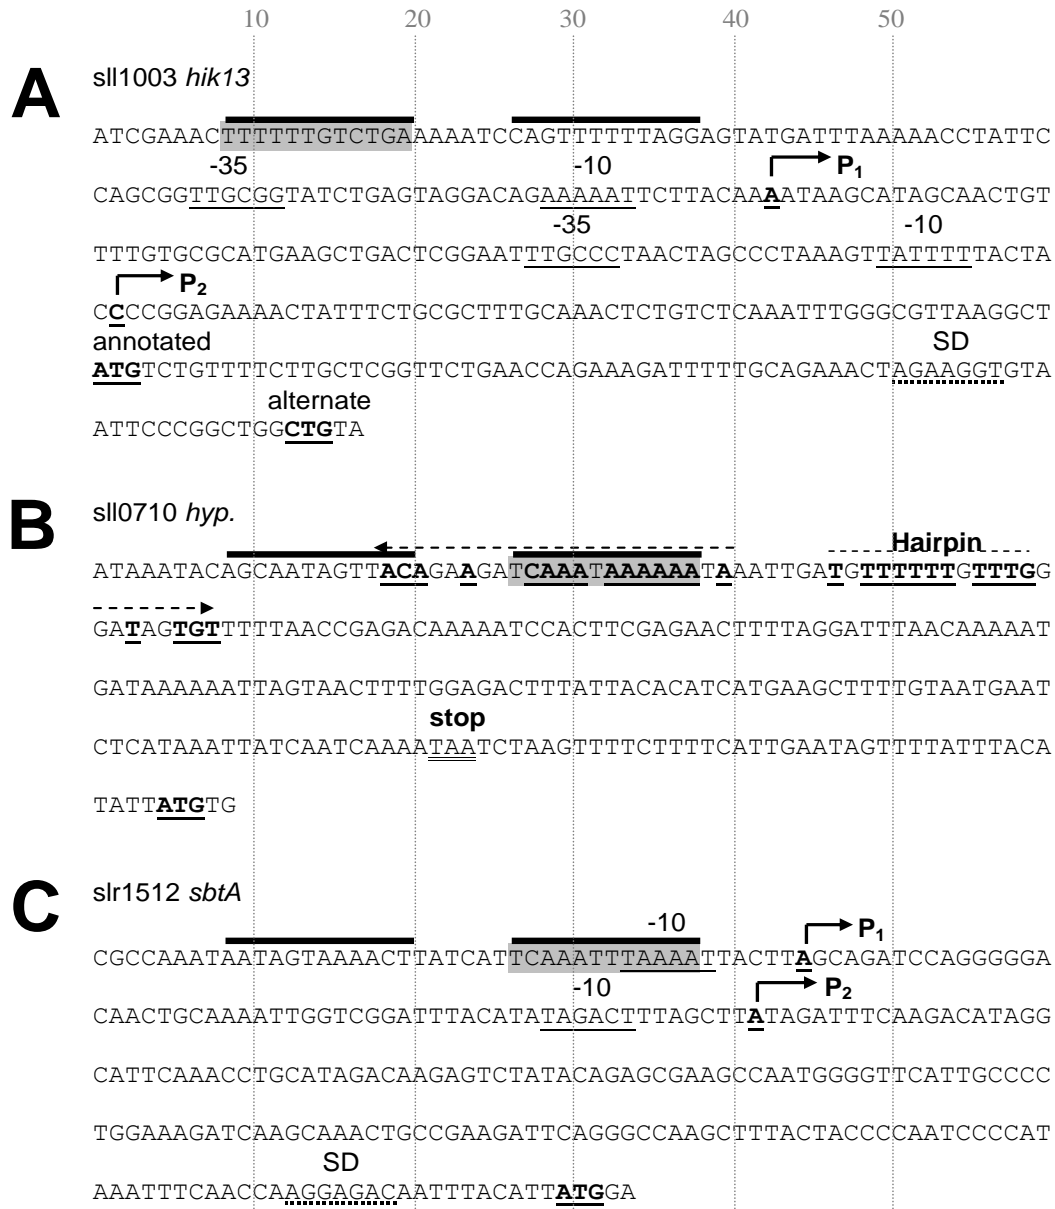 10 20 30 40 50
A sll1003 hik13
ATCGAAACTTTTTTGTCTGAAAAATCCAGTTTTTTAGGAGTATGATTTAAAAACCTATTC
-35 -10 P1
CAGCGGTTGCGGTATCTGAGTAGGACAGAAAAATTCTTACAAAATAAGCATAGCAACTGT
-35 -10
TTTGTGCGCATGAAGCTGACTCGGAATTTGCCCTAACTAGCCCTAAAGTTATTTTTACTA
P2
CCCCGGAGAAAACTATTTCTGCGCTTTGCAAACTCTGTCTCAAATTTGGGCGTTAAGGCT
annotated SD
ATGTCTGTTTTCTTGCTCGGTTCTGAACCAGAAAGATTTTTGCAGAAACTAGAAGGTGTA
alternate
ATTCCCGGCTGGCTGTA
B sll0710 hyp.
Hairpin
ATAAATACAGCAATAGTTACAGAAGATCAAATAAAAAATAAATTGATGTTTTTTGTTTGG
GATAGTGTTTTTAACCGAGACAAAAATCCACTTCGAGAACTTTTAGGATTTAACAAAAAT
GATAAAAAATTAGTAACTTTTGGAGACTTTATTACACATCATGAAGCTTTTGTAATGAAT
stop
CTCATAAATTATCAATCAAAATAATCTAAGTTTTCTTTTCATTGAATAGTTTTATTTACA
TATTATGTG
C slr1512 sbtA
-10 P1
CGCCAAATAATAGTAAAACTTATCATTCAAATTTAAAATTACTTAGCAGATCCAGGGGGA
-10 P2
CAACTGCAAAATTGGTCGGATTTACATATAGACTTTAGCTTATAGATTTCAAGACATAGG
CATTCAAACCTGCATAGACAAGAGTCTATACAGAGCGAAGCCAATGGGGTTCATTGCCCC
TGGAAAGATCAAGCAAACTGCCGAAGATTCAGGGCCAAGCTTTACTACCCCAATCCCCAT
SD
AAATTTCAACCAAGGAGACAATTTACATTATGGA